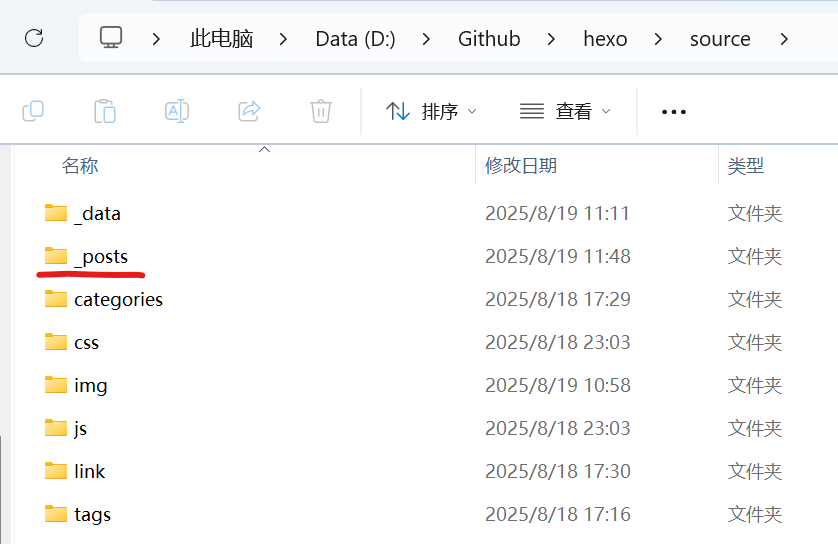 此电脑 Data (D:) Github hexo source
排序 查看
名称 修改日期 类型
_data 2025/8/19 11:11 文件夹
_posts 2025/8/19 11:48 文件夹
categories 2025/8/18 17:29 文件夹
css 2025/8/18 23:03 文件夹
img 2025/8/19 10:58 文件夹
js 2025/8/18 23:03 文件夹
link 2025/8/18 17:30 文件夹
tags 2025/8/18 17:16 文件夹